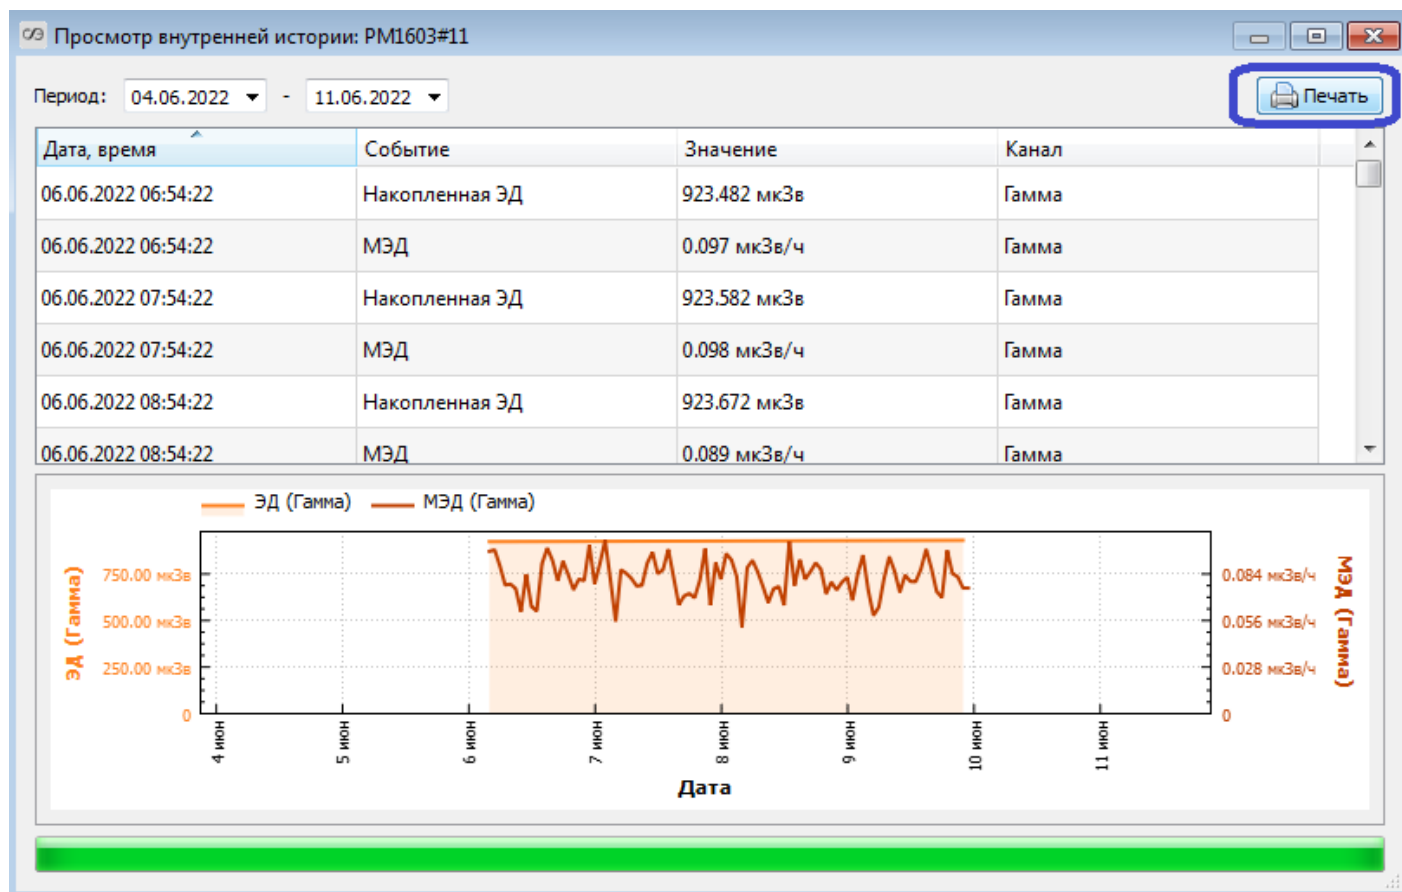 Просмотр внутренней истории: PM1603#11
Период: 04.06.2022 - 11.06.2022 Печать
Дата, время Событие Значение Канал
06.06.2022 06:54:22 Накопленная ЭД 923.482 мкЗв Гамма
06.06.2022 06:54:22 МЭД 0.097 мкЗв/ч Гамма
06.06.2022 07:54:22 Накопленная ЭД 923.582 мкЗв Гамма
06.06.2022 07:54:22 МЭД 0.098 мкЗв/ч Гамма
06.06.2022 08:54:22 Накопленная ЭД 923.672 мкЗв Гамма
06.06.2022 08:54:22 МЭД 0.089 мкЗв/ч Гамма
ЭД (Гамма) МЭД (Гамма)
ЭД (Гамма)
750.00 мкЗв
500.00 мкЗв
250.00 мкЗв
0
0.084 мкЗв/ч
0.056 мкЗв/ч
0.028 мкЗв/ч
0
МЭД (Гамма)
4 июн 5 июн 6 июн 7 июн 8 июн 9 июн 10 июн 11 июн
Дата